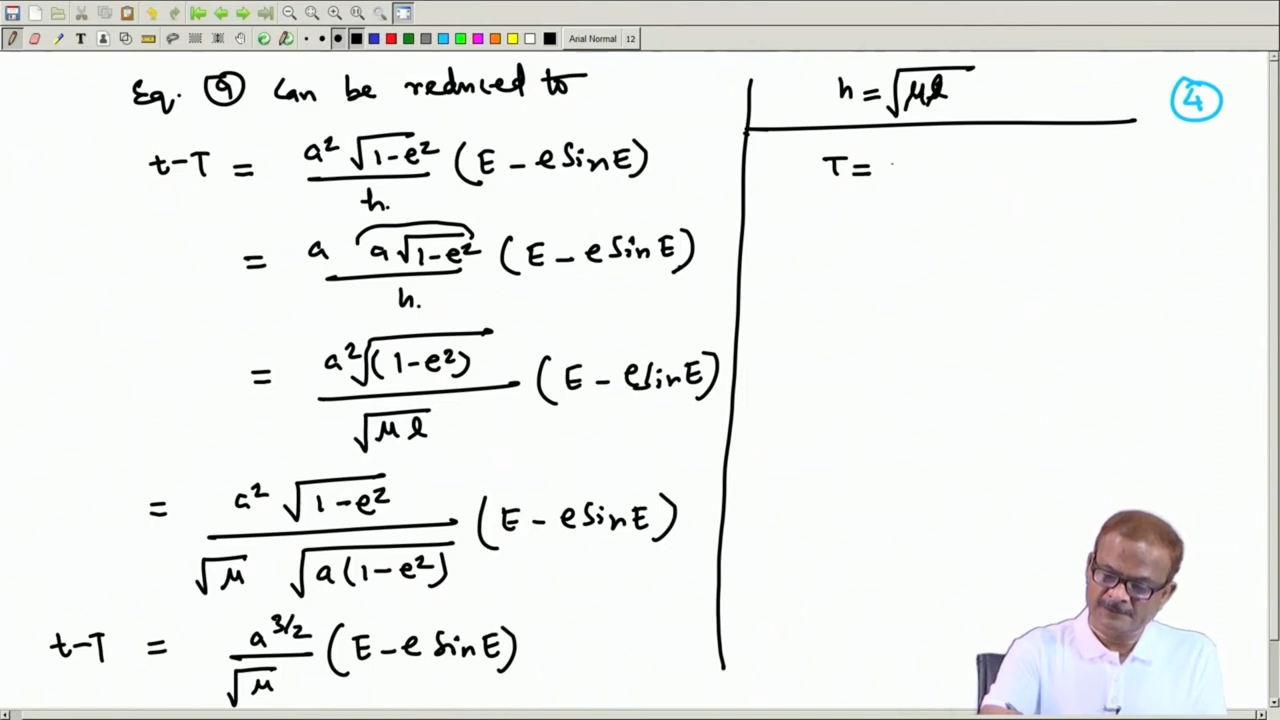 Arial Normal 12
Eq. ⑨ Can be reduced to
t-T = a² √1-e² (E - e sin E)
h.
= a a√1-e² (E - e sin E)
h.
= a²√(1-e²) (E - e sin E)
√μl
= a² √1-e² (E - e sin E)
√μ √a(1-e²)
t-T = a^3/2 (E - e sin E)
√μ
h = √μl
④
T =